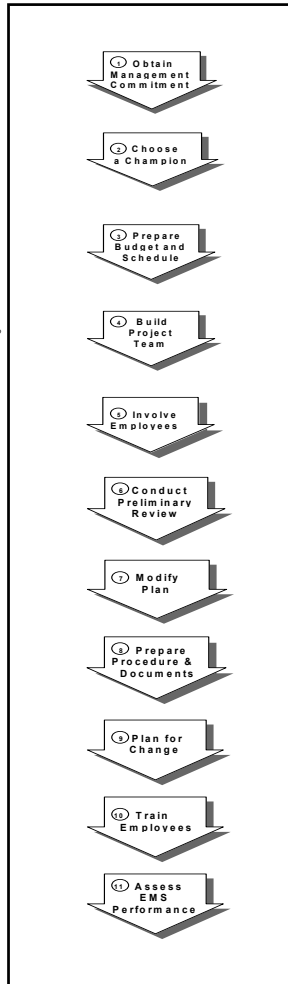 1 Obtain
Management
Commitment
2 Choose
a Champion
3 Prepare
Budget and
Schedule
4 Build
Project
Team
5 Involve
Employees
6 Conduct
Preliminary
Review
7 Modify
Plan
8 Prepare
Procedure &
Documents
9 Plan for
Change
10 Train
Employees
11 Assess
EMS
Performance